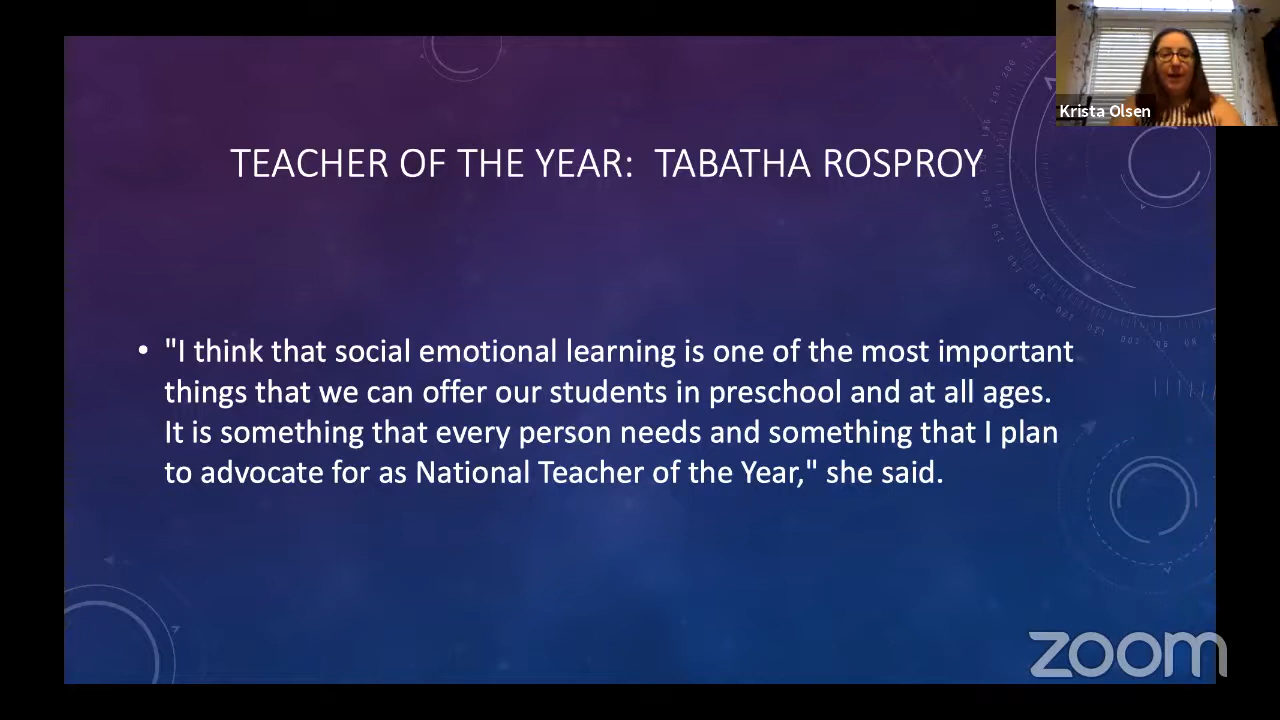 Krista Olsen
TEACHER OF THE YEAR: TABATHA ROSPROY
• "I think that social emotional learning is one of the most important
things that we can offer our students in preschool and at all ages.
It is something that every person needs and something that I plan
to advocate for as National Teacher of the Year," she said.
zoom